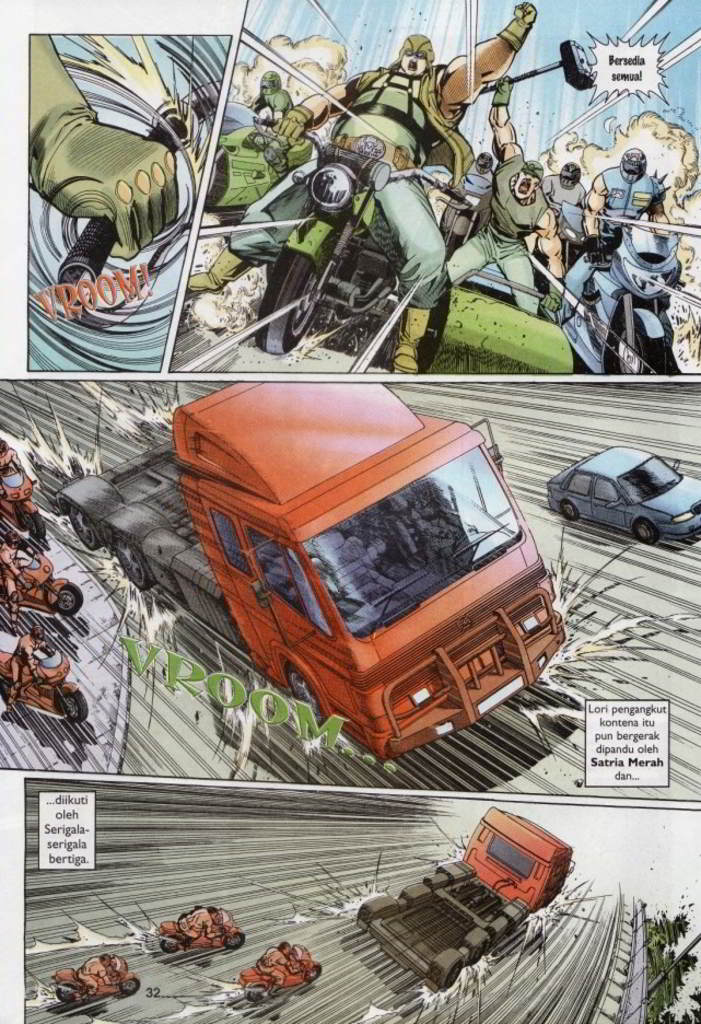 Bersedia
semua!
VROOM!
VROOM...
Lori pengangkut
kontena itu
pun bergerak
dipandu oleh
Satria Merah
dan...
...diikuti
oleh
Serigala-
serigala
bertiga.
32